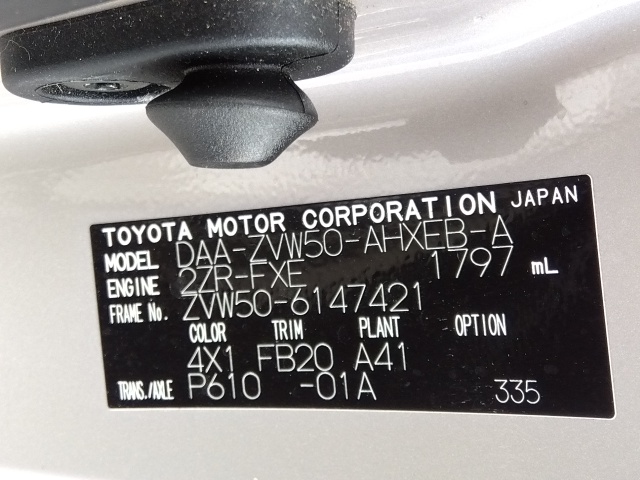 TOYOTA MOTOR CORPORATION JAPAN
MODEL DAA-ZVW50-AHXEB-A
ENGINE 2ZR-FXE 1797 mL
FRAME No. ZVW50-6147421
COLOR TRIM PLANT OPTION
4X1 FB20 A41
TRANS./AXLE P610 -01A 335